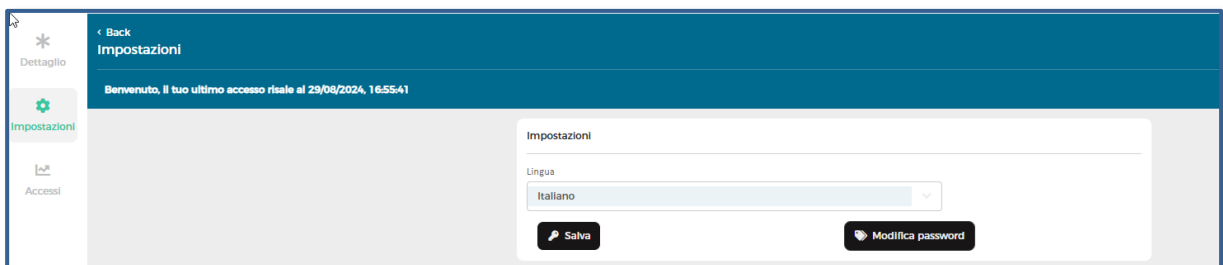 Dettaglio
Impostazioni
Accessi
Back
Impostazioni
Benvenuto, il tuo ultimo accesso risale al 29/08/2024, 16:55:41
Impostazioni
Lingua
Italiano
Salva
Modifica password